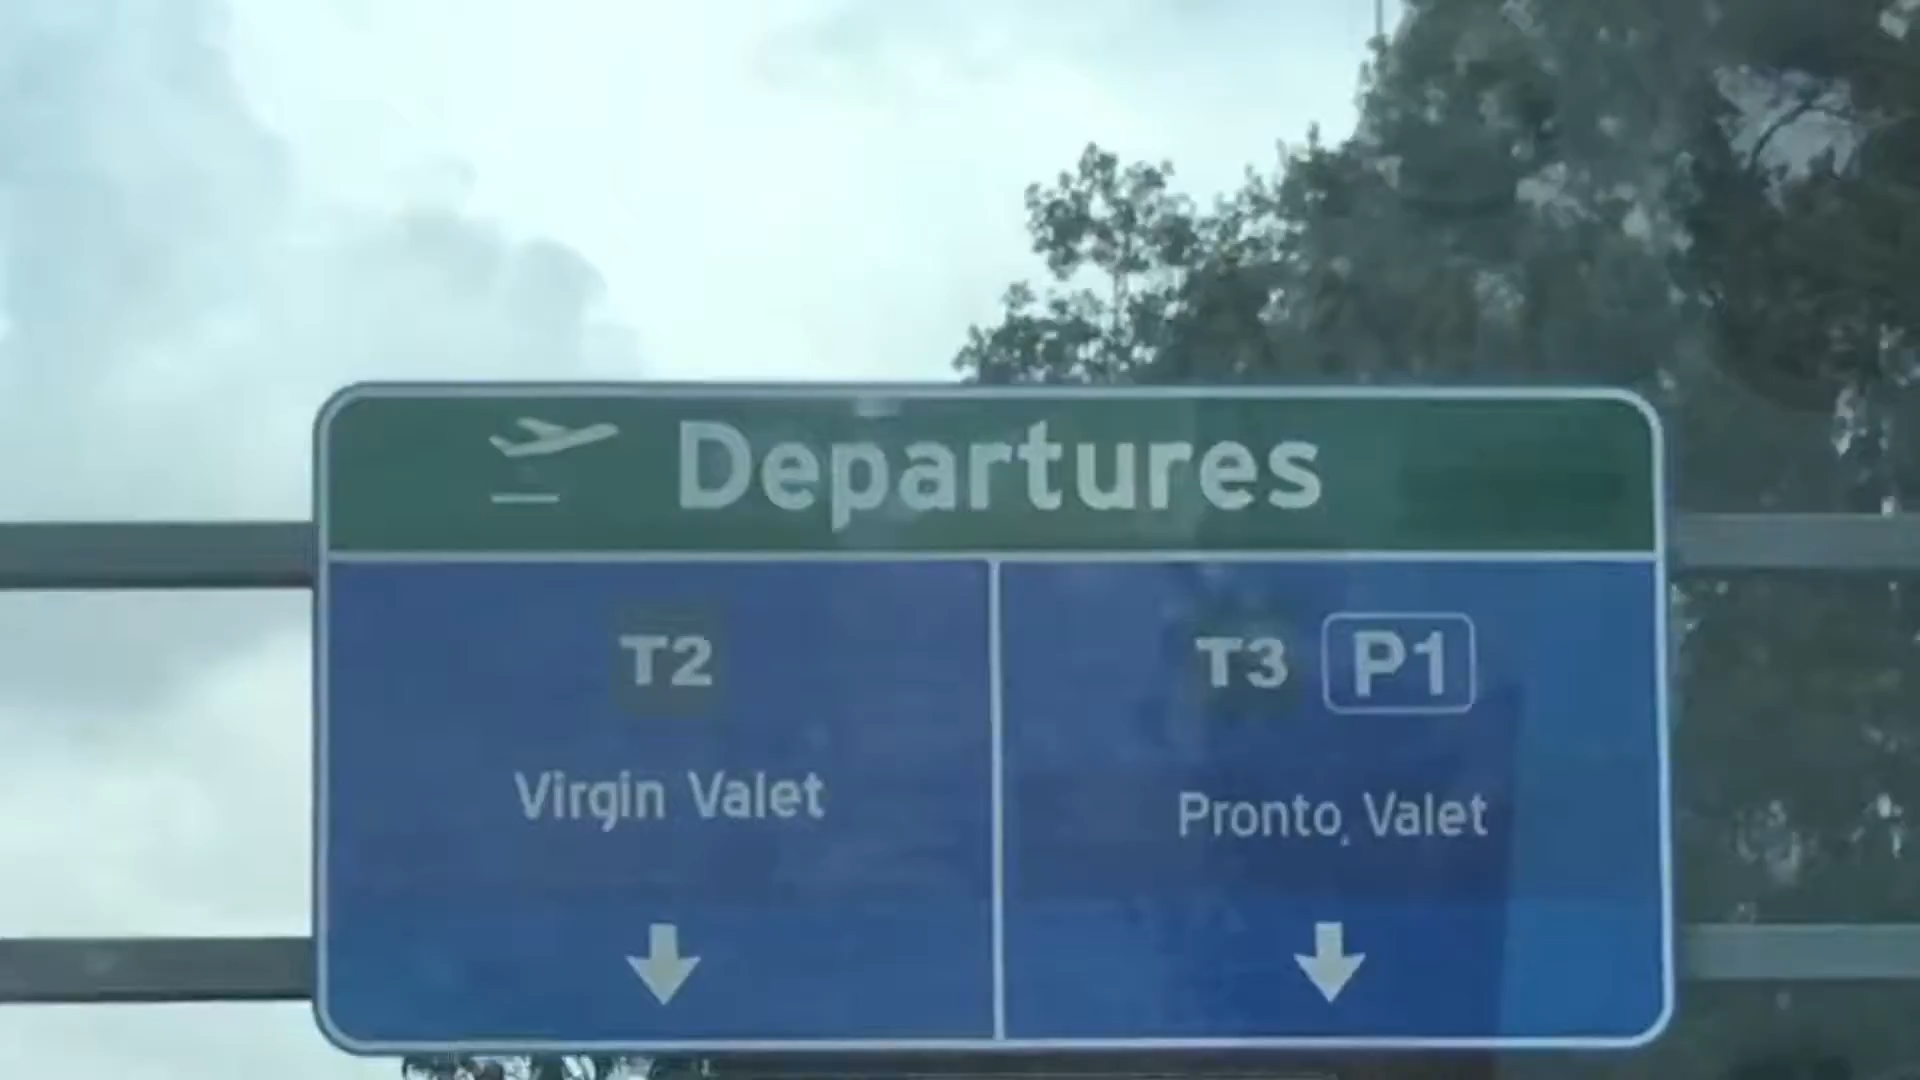 Departures
T2
Virgin Valet
T3 P1
Pronto, Valet